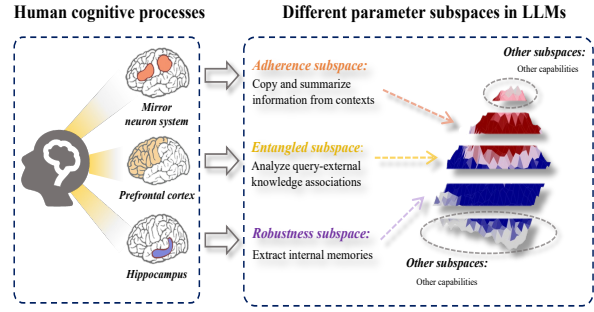 Human cognitive processes
Different parameter subspaces in LLMs
Mirror
neuron system
Prefrontal cortex
Hippocampus
Adherence subspace:
Copy and summarize
information from contexts
Entangled subspace:
Analyze query-external
knowledge associations
Robustness subspace:
Extract internal memories
Other subspaces:
Other capabilities
Other subspaces:
Other capabilities